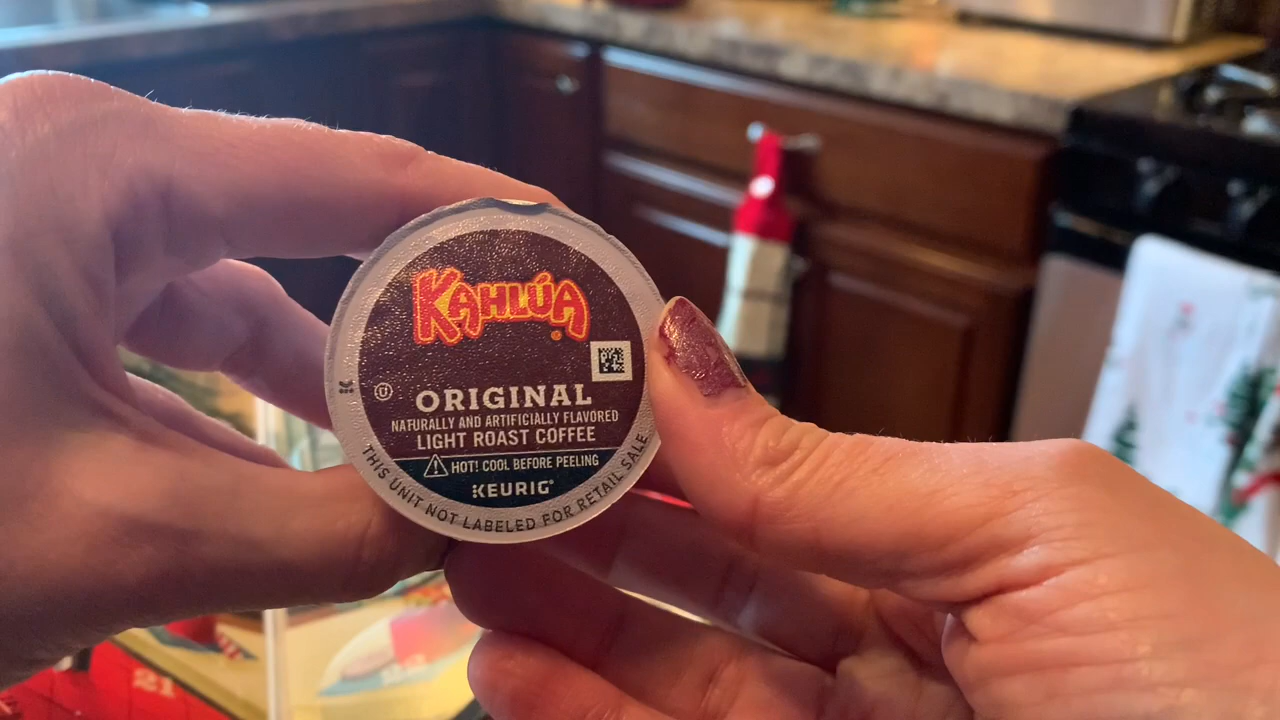 KAHLÚA
ORIGINAL
NATURALLY AND ARTIFICIALLY FLAVORED
LIGHT ROAST COFFEE
HOT! COOL BEFORE PEELING
KEURIG
THIS UNIT NOT LABELED FOR RETAIL SALE
21